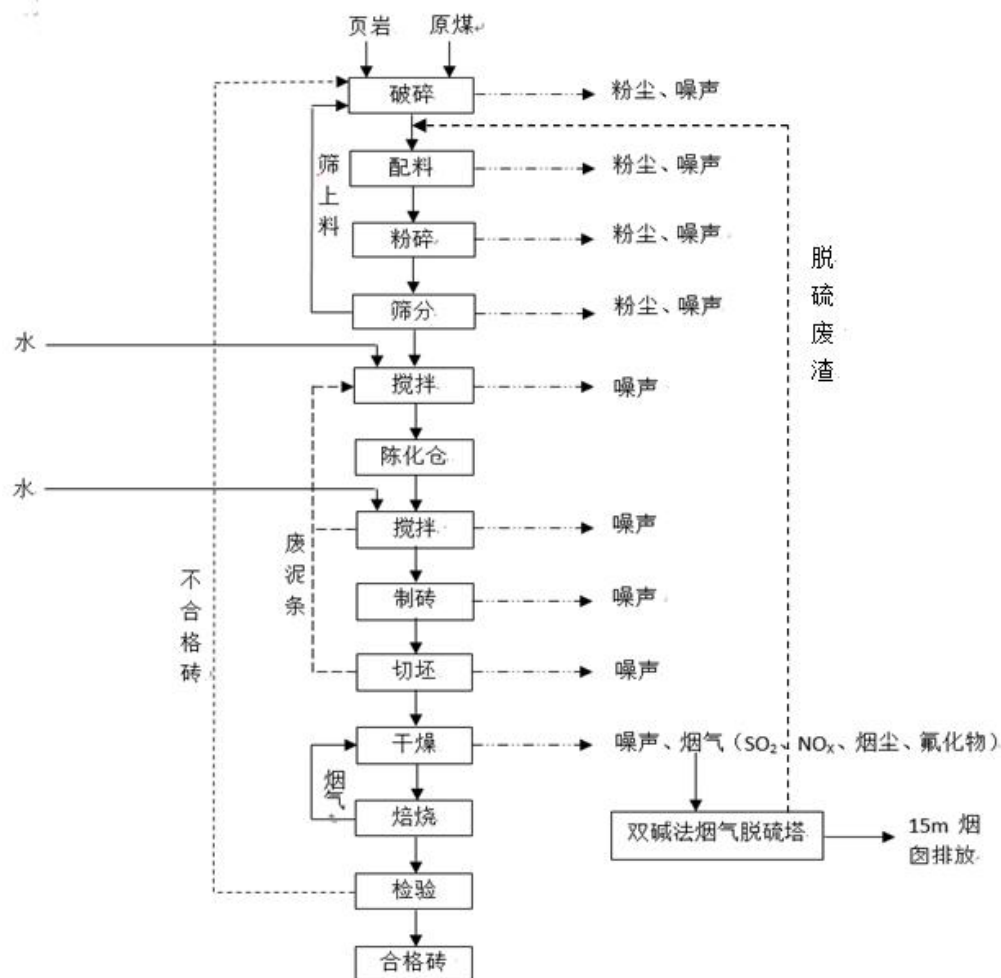 页岩 原煤
破碎 粉尘、噪声
配料 粉尘、噪声
筛上料
粉碎 粉尘、噪声
脱硫废渣
筛分 粉尘、噪声
水
搅拌 噪声
陈化仓
水
搅拌 噪声
废泥条
不合格砖
制砖 噪声
切坯 噪声
干燥 噪声、烟气(SO₂、NOₓ、烟尘、氟化物)
烟气
焙烧
双碱法烟气脱硫塔
15m 烟
囱排放
检验
合格砖